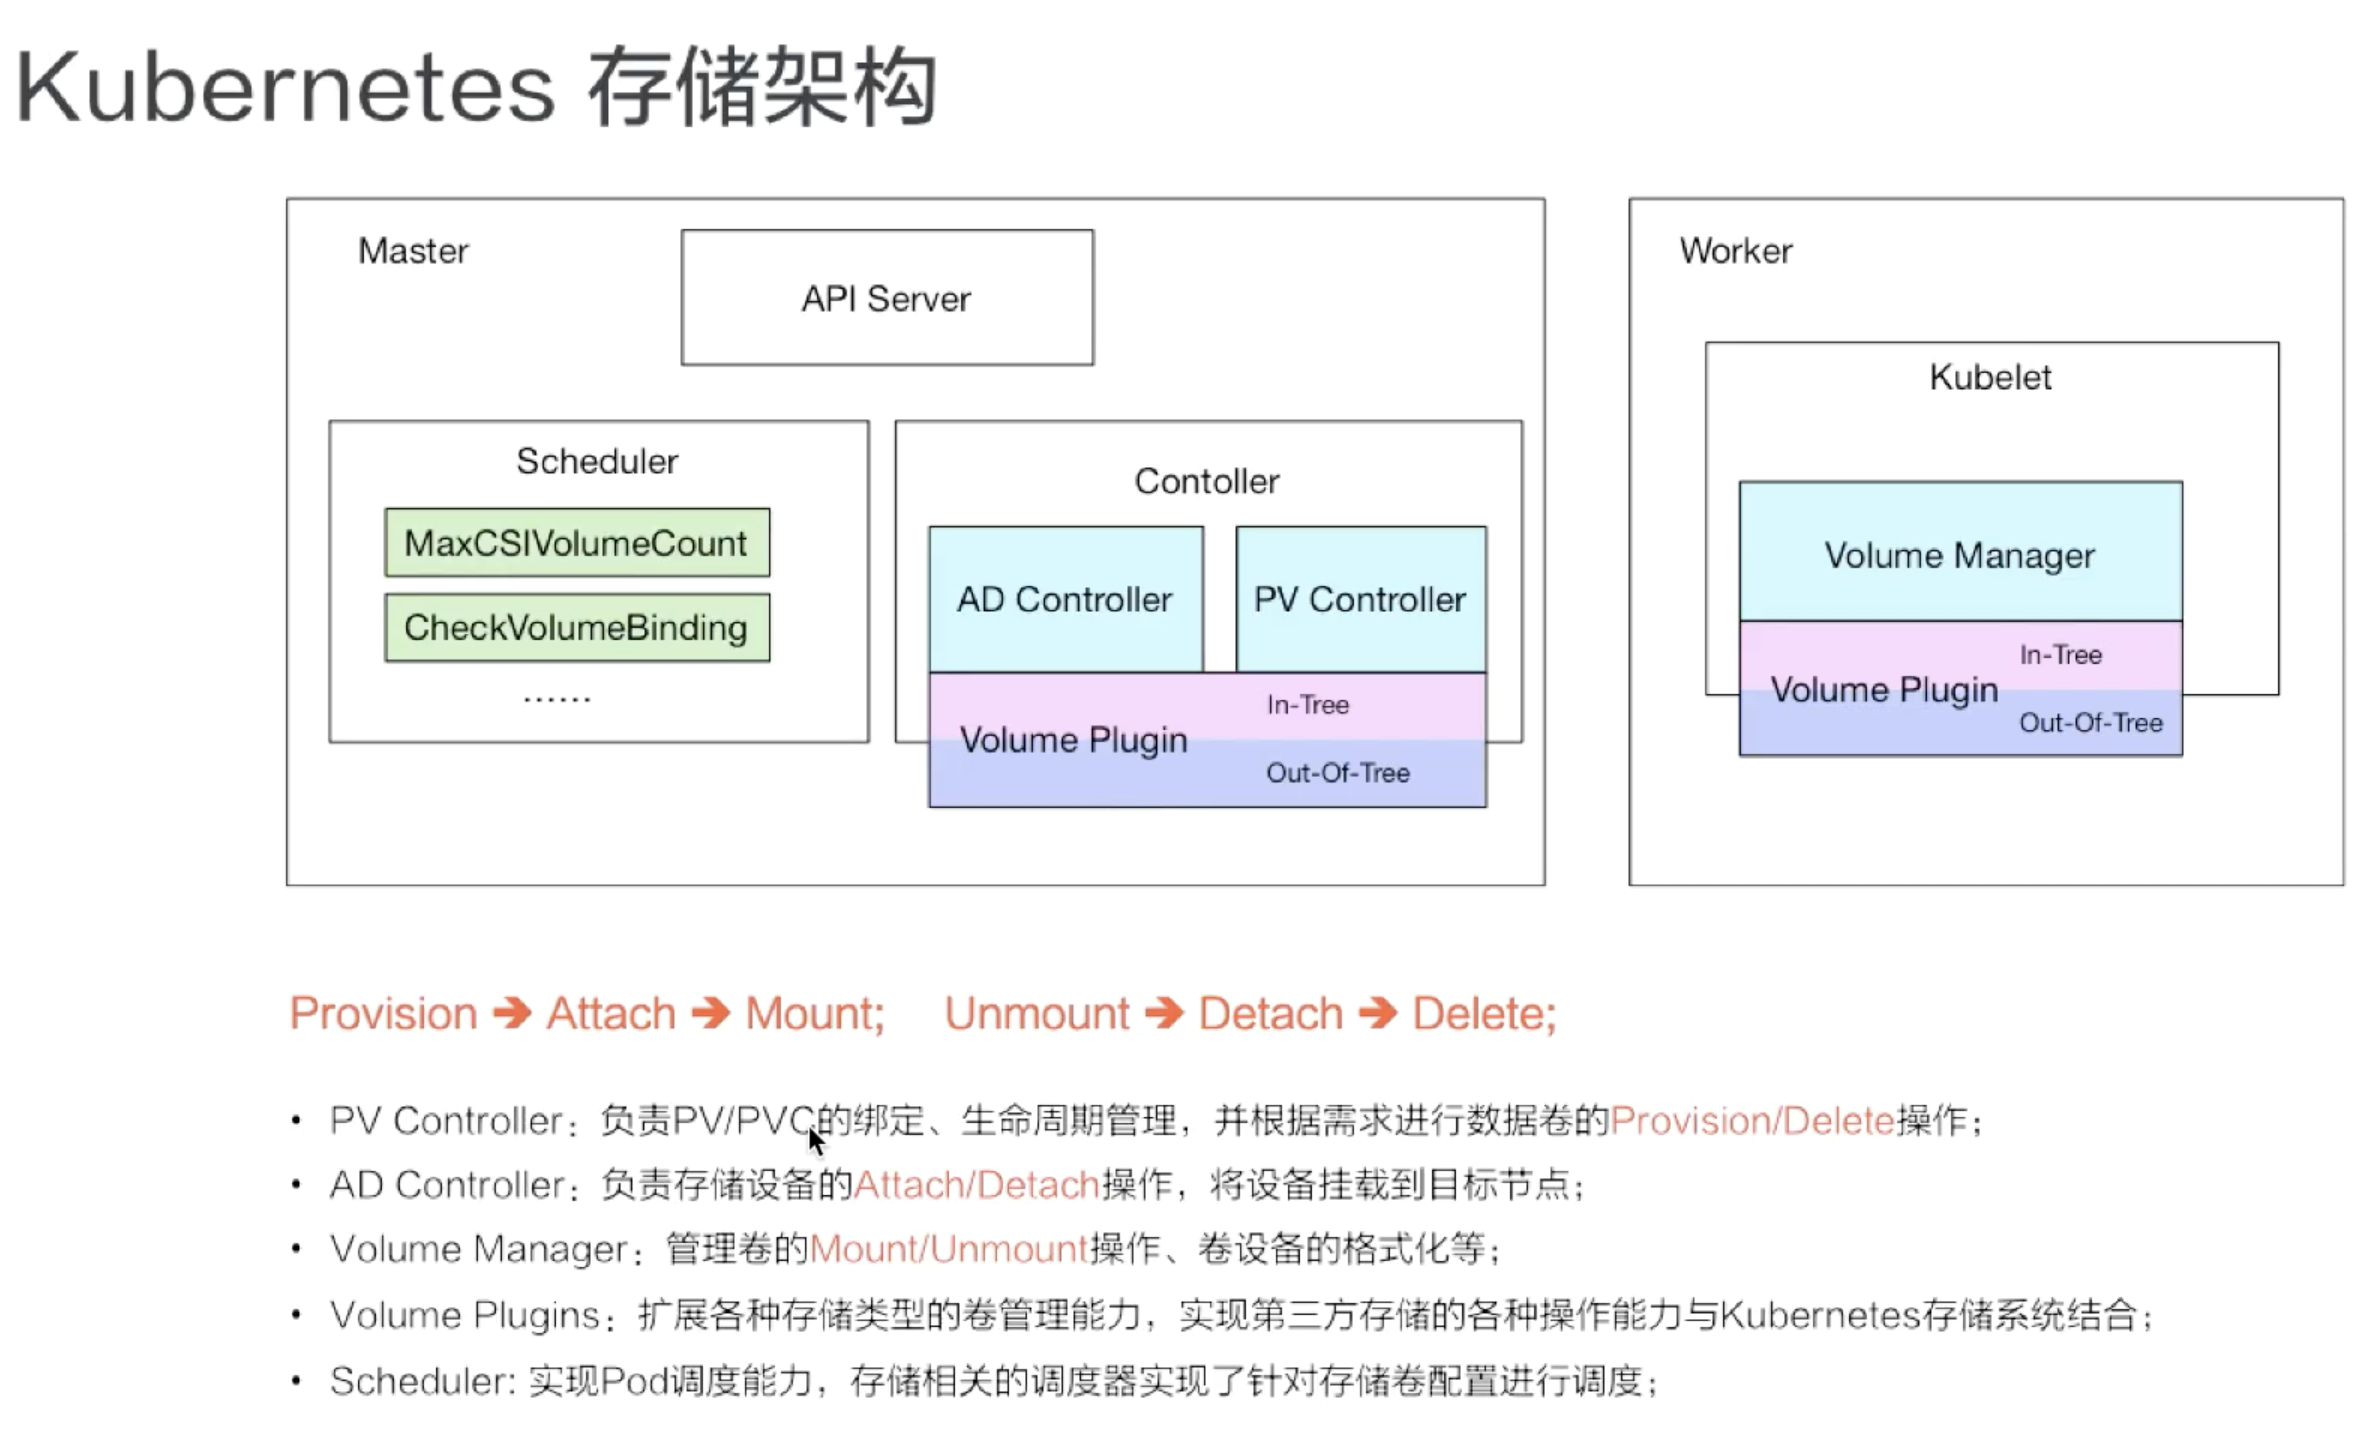 Kubernetes 存储架构
Master
API Server
Scheduler
MaxCSIVolumeCount
CheckVolumeBinding
......
Contoller
AD Controller
PV Controller
Volume Plugin
In-Tree
Out-Of-Tree
Worker
Kubelet
Volume Manager
Volume Plugin
In-Tree
Out-Of-Tree
Provision ➔ Attach ➔ Mount; Unmount ➔ Detach ➔ Delete;
• PV Controller：负责PV/PVC的绑定、生命周期管理，并根据需求进行数据卷的Provision/Delete操作；
• AD Controller：负责存储设备的Attach/Detach操作，将设备挂载到目标节点；
• Volume Manager：管理卷的Mount/Unmount操作、卷设备的格式化等；
• Volume Plugins：扩展各种存储类型的卷管理能力，实现第三方存储的各种操作能力与Kubernetes存储系统结合；
• Scheduler: 实现Pod调度能力，存储相关的调度器实现了针对存储卷配置进行调度；